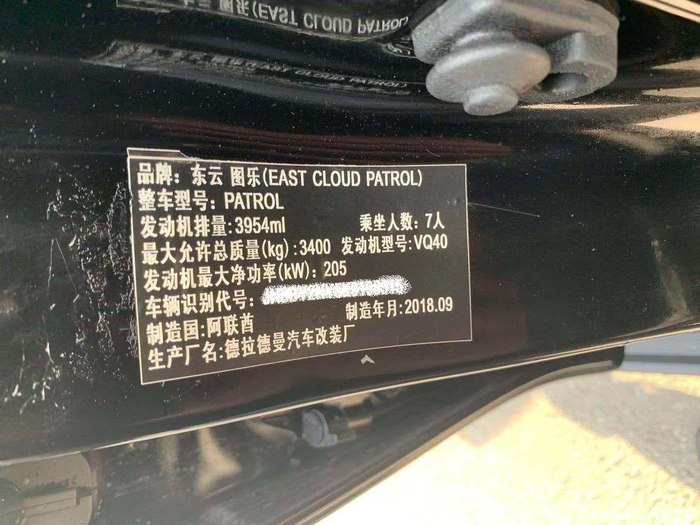 品牌：东云 图乐(EAST CLOUD PATROL)
整车型号：PATROL
发动机排量：3954ml 乘坐人数：7人
最大允许总质量(kg)：3400 发动机型号：VQ40
发动机最大净功率(kW)：205
车辆识别代号：
制造国：阿联酋 制造年月：2018.09
生产厂名：德拉德曼汽车改装厂